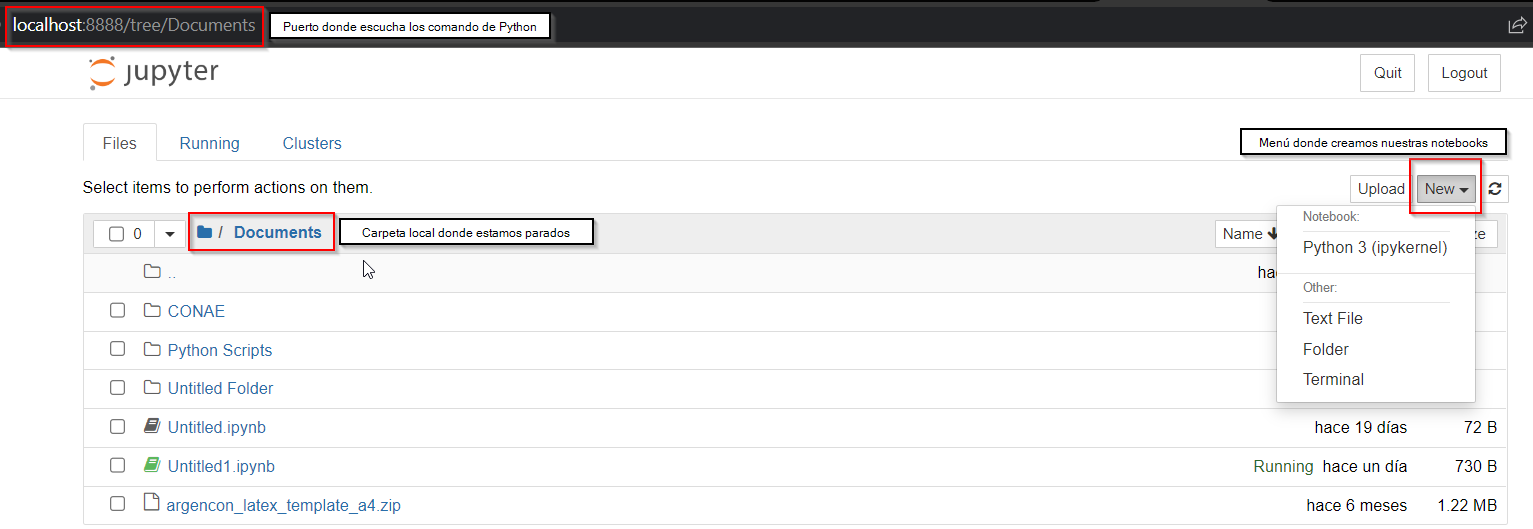 localhost:8888/tree/Documents
Puerto donde escucha los comando de Python
jupyter
Quit
Logout
Files
Running
Clusters
Menú donde creamos nuestras notebooks
Select items to perform actions on them.
Upload
New
0
/ Documents
Carpeta local donde estamos parados
Name
ze
Notebook:
Python 3 (ipykernel)
Other:
Text File
Folder
Terminal
..
hac
CONAE
Python Scripts
Untitled Folder
Untitled.ipynb
hace 19 días
72 B
Untitled1.ipynb
Running hace un día
730 B
argencon_latex_template_a4.zip
hace 6 meses
1.22 MB